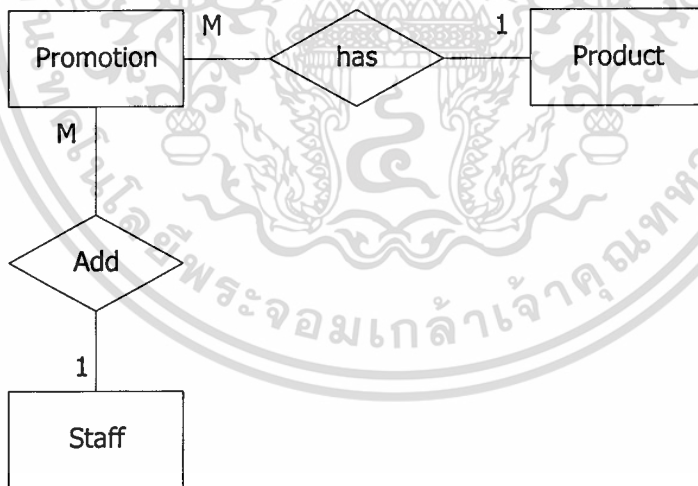 M
1
Promotion
has
Product
M
Add
1
Staff
พระจอมเกล้าเจ้าคุณทหาร